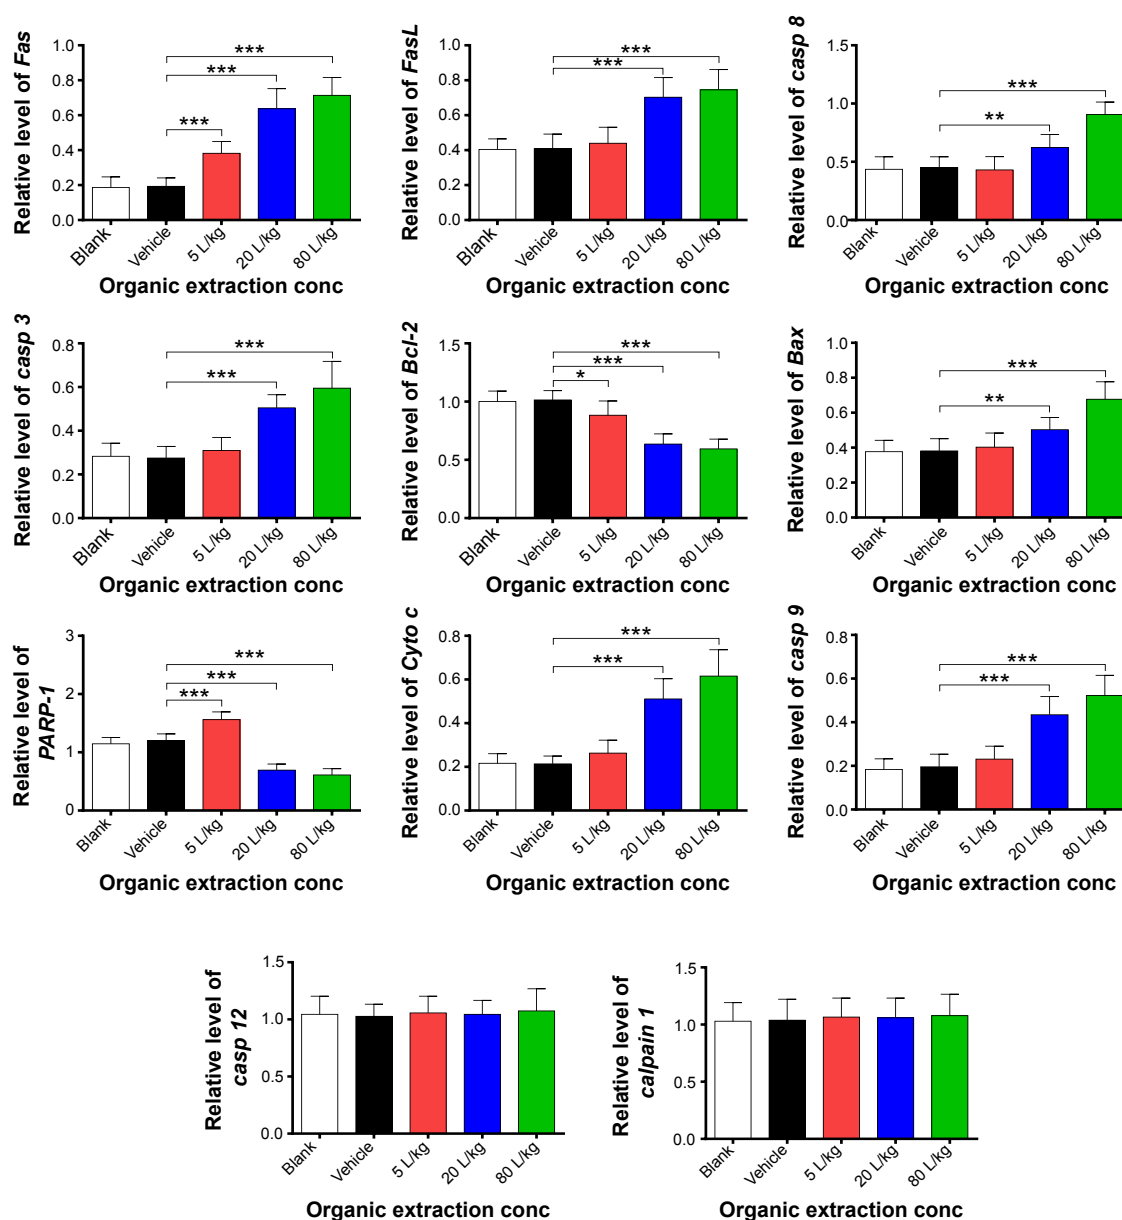 Relative level of Fas
1.0
0.8
0.6
0.4
0.2
0.0
***
***
***
Blank
Vehicle
5 L/kg
20 L/kg
80 L/kg
Organic extraction conc
Relative level of FasL
1.0
0.8
0.6
0.4
0.2
0.0
***
***
Blank
Vehicle
5 L/kg
20 L/kg
80 L/kg
Organic extraction conc
Relative level of casp 8
1.5
1.0
0.5
0.0
***
**
Blank
Vehicle
5 L/kg
20 L/kg
80 L/kg
Organic extraction conc
Relative level of casp 3
0.8
0.6
0.4
0.2
0.0
***
***
Blank
Vehicle
5 L/kg
20 L/kg
80 L/kg
Organic extraction conc
Relative level of Bcl-2
1.5
1.0
0.5
0.0
***
***
*
Blank
Vehicle
5 L/kg
20 L/kg
80 L/kg
Organic extraction conc
Relative level of Bax
1.0
0.8
0.6
0.4
0.2
0.0
***
**
Blank
Vehicle
5 L/kg
20 L/kg
80 L/kg
Organic extraction conc
Relative level of
PARP-1
3
2
1
0
***
***
***
Blank
Vehicle
5 L/kg
20 L/kg
80 L/kg
Organic extraction conc
Relative level of Cyto c
0.8
0.6
0.4
0.2
0.0
***
***
Blank
Vehicle
5 L/kg
20 L/kg
80 L/kg
Organic extraction conc
Relative level of casp 9
0.8
0.6
0.4
0.2
0.0
***
***
Blank
Vehicle
5 L/kg
20 L/kg
80 L/kg
Organic extraction conc
Relative level of
casp 12
1.5
1.0
0.5
0.0
Blank
Vehicle
5 L/kg
20 L/kg
80 L/kg
Organic extraction conc
Relative level of
calpain 1
1.5
1.0
0.5
0.0
Blank
Vehicle
5 L/kg
20 L/kg
80 L/kg
Organic extraction conc